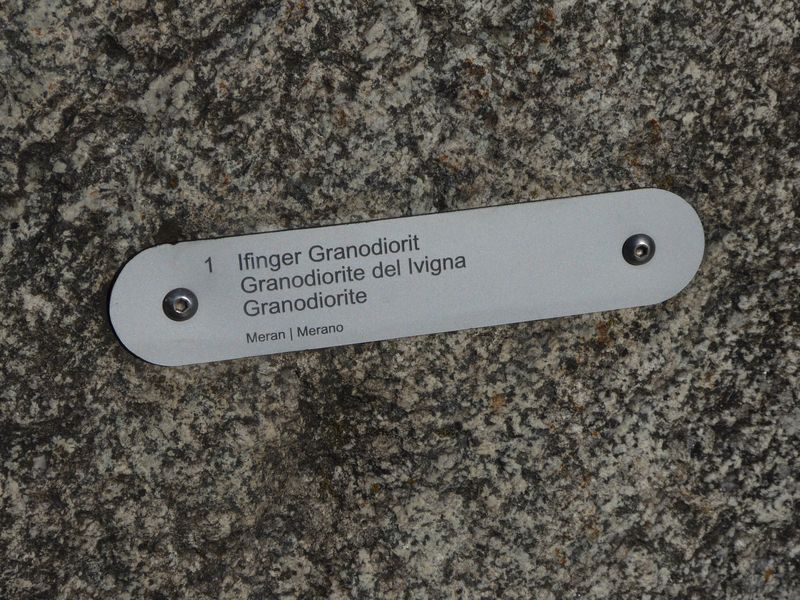 1 Ifinger Granodiorit
Granodiorite del Ivigna
Granodiorite
Meran | Merano